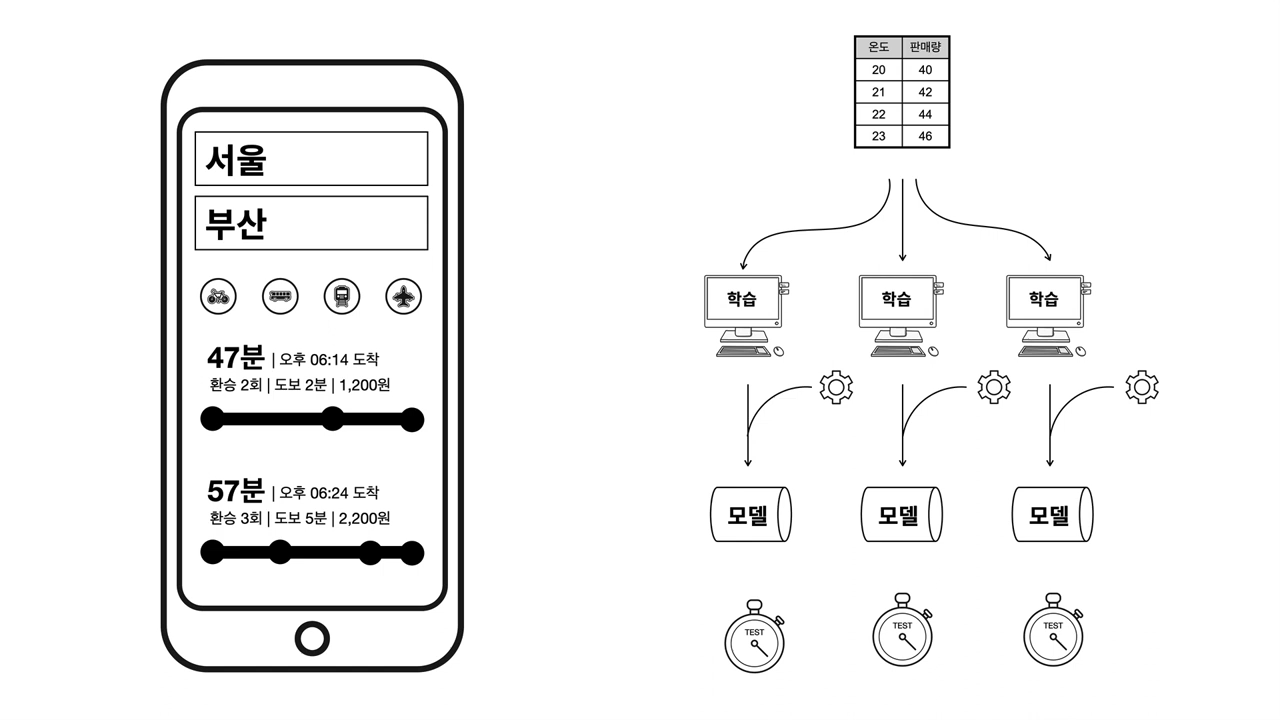 서울
부산
47분 | 오후 06:14 도착
환승 2회 | 도보 2분 | 1,200원
57분 | 오후 06:24 도착
환승 3회 | 도보 5분 | 2,200원
온도 판매량
20 40
21 42
22 44
23 46
학습 학습 학습
모델 모델 모델
TEST TEST TEST